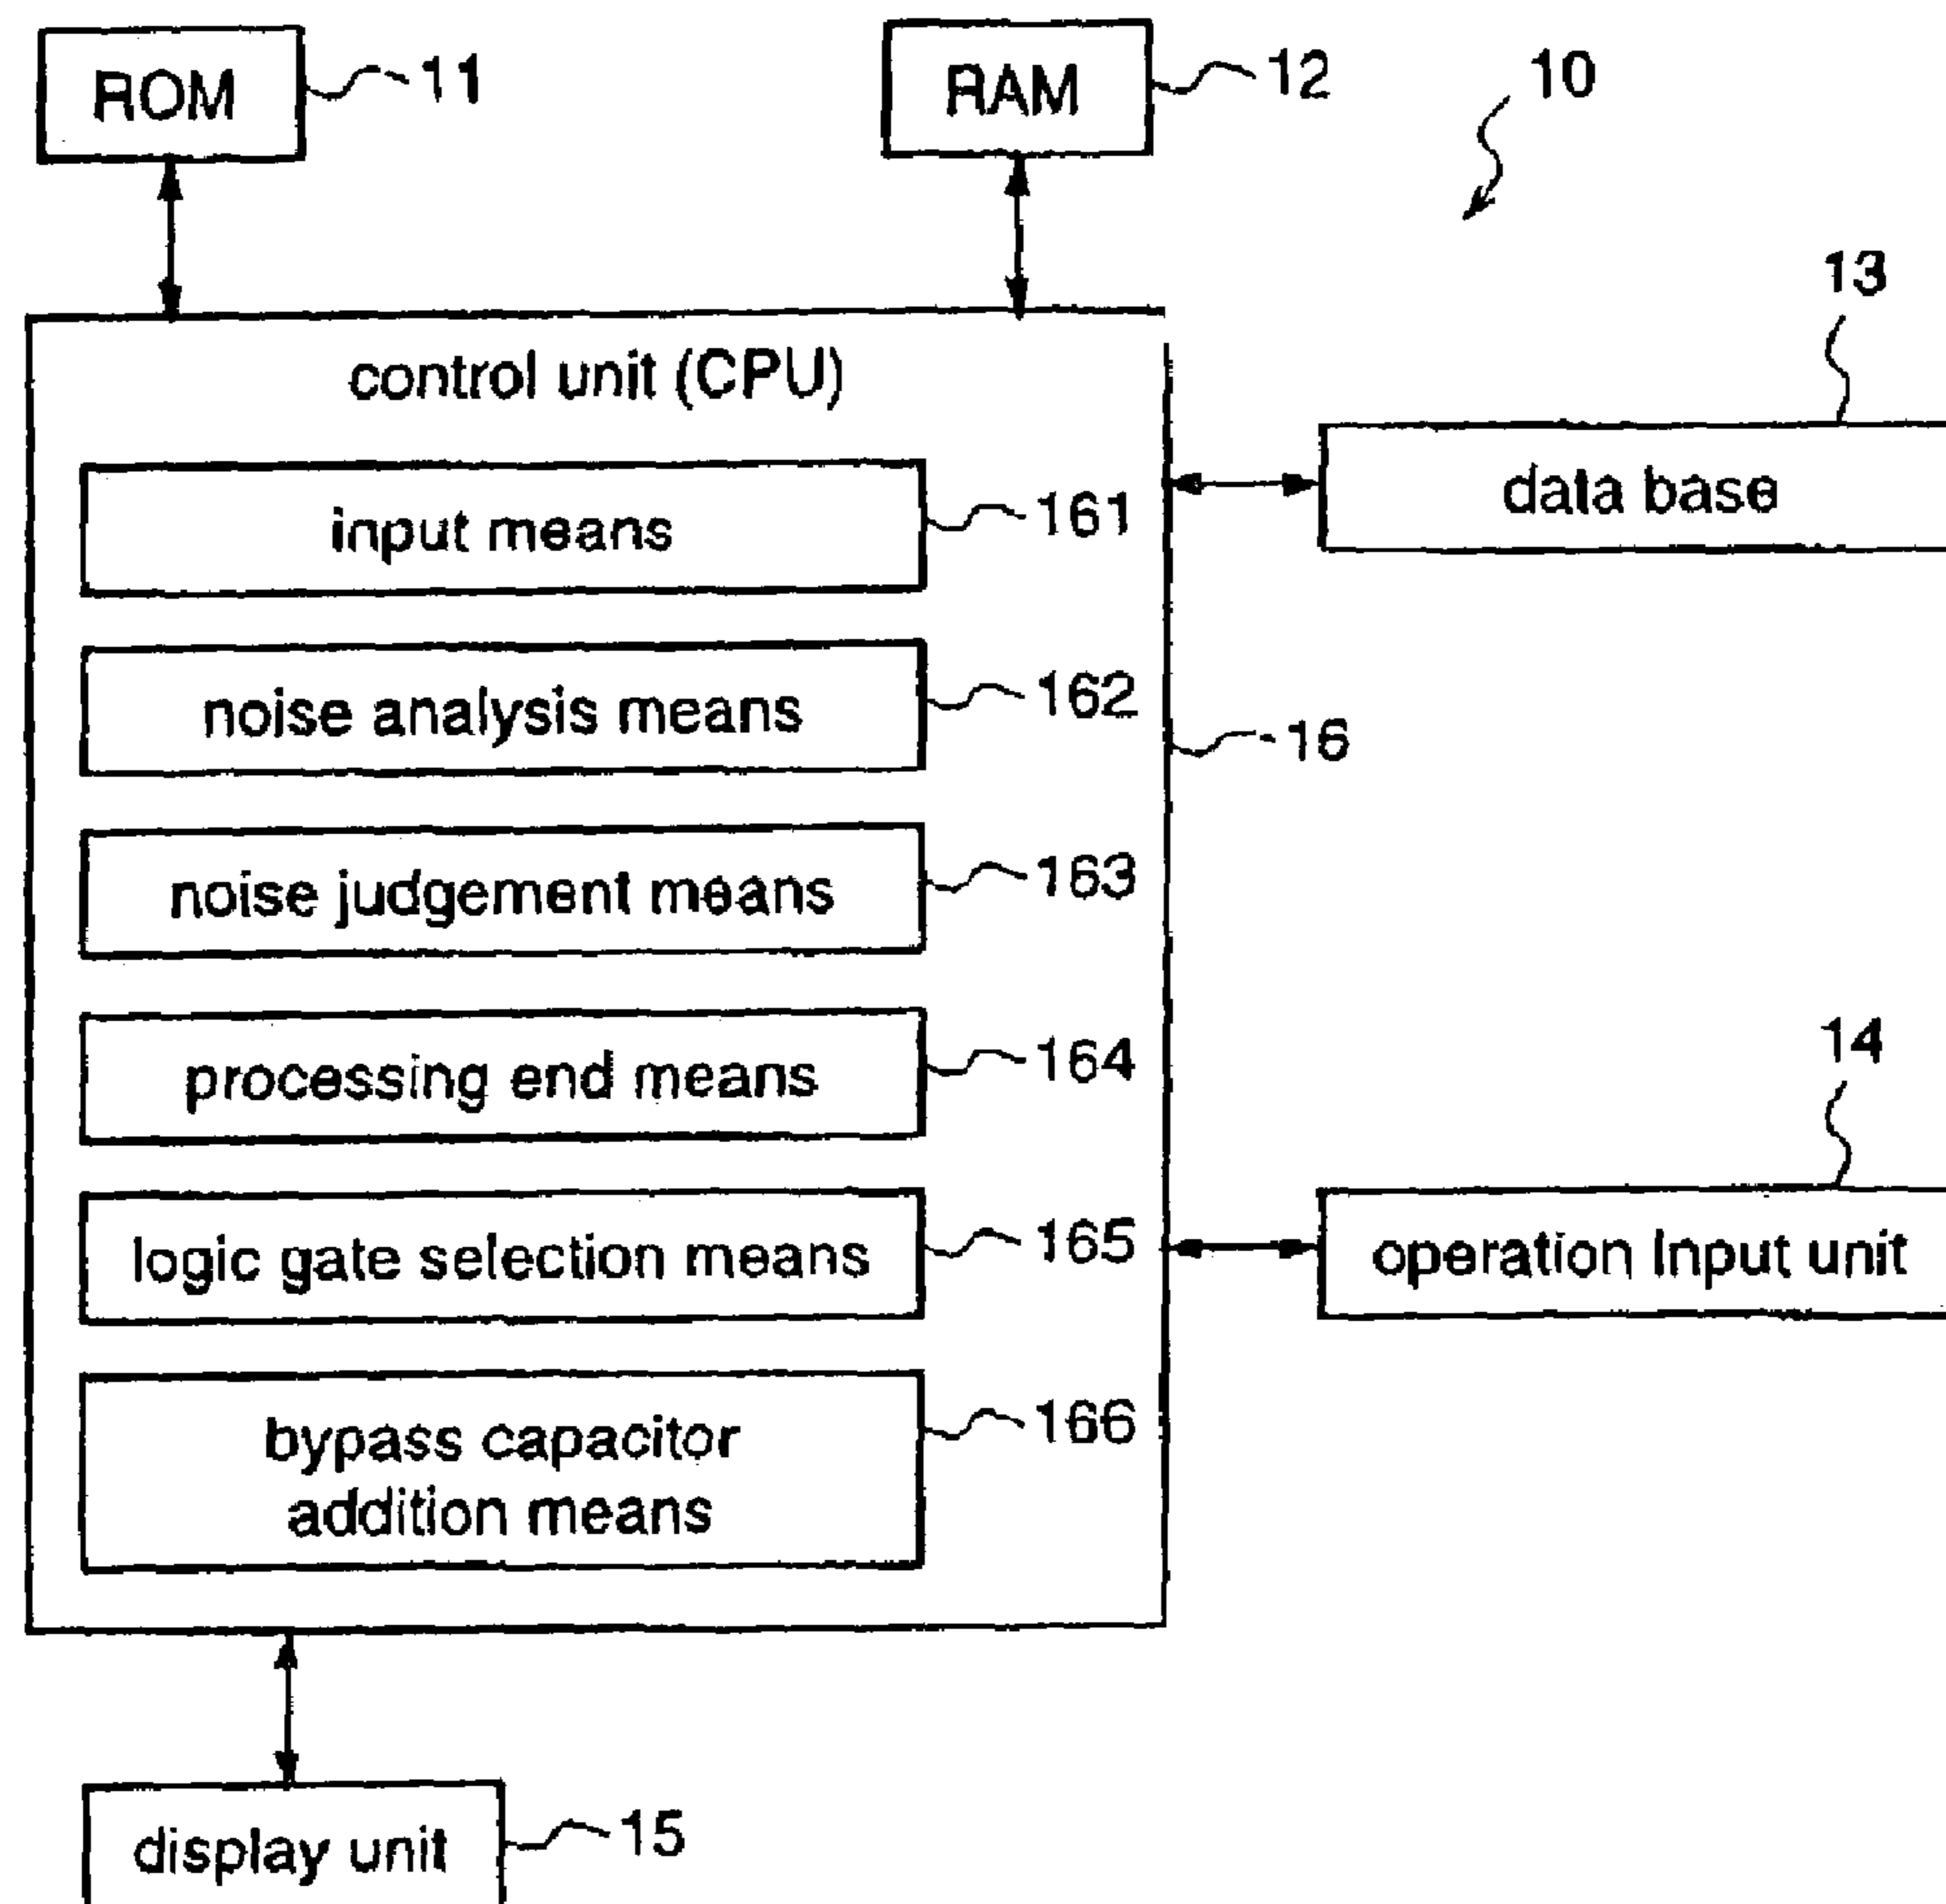 ROM
11
RAM
12
10
control unit (CPU)
13
data base
input means
161
noise analysis means
162
16
noise judgement means
163
processing end means
164
14
logic gate selection means
165
operation Input unit
bypass capacitor
addition means
166
display unit
15